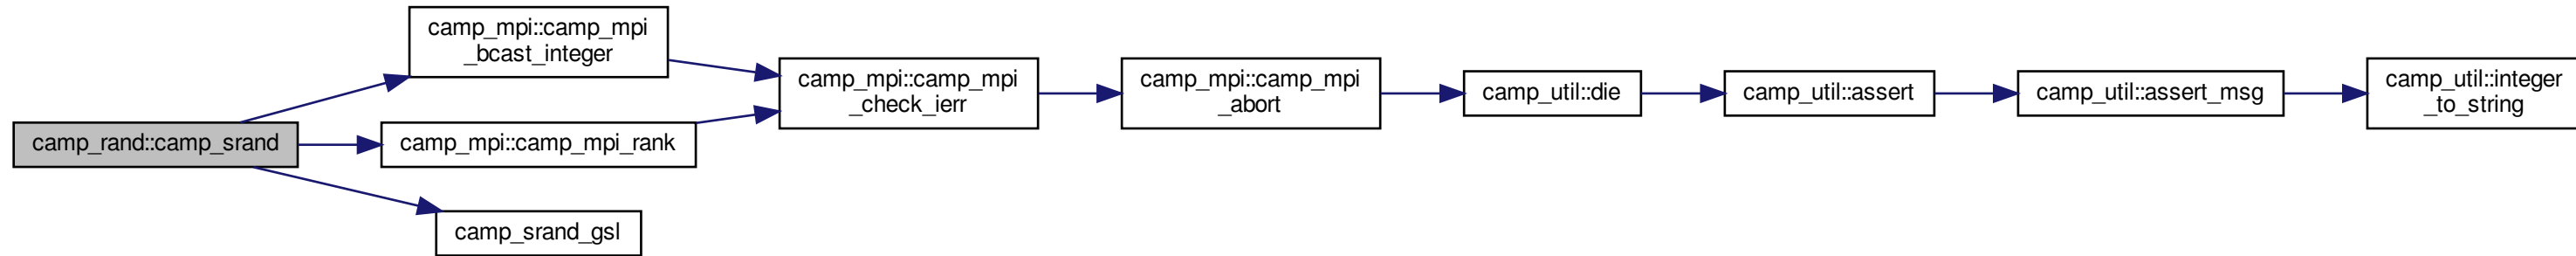 camp_rand::camp_srand
camp_mpi::camp_mpi
_bcast_integer
camp_mpi::camp_mpi_rank
camp_srand_gsl
camp_mpi::camp_mpi
_check_ierr
camp_mpi::camp_mpi
_abort
camp_util::die
camp_util::assert
camp_util::assert_msg
camp_util::integer
_to_string